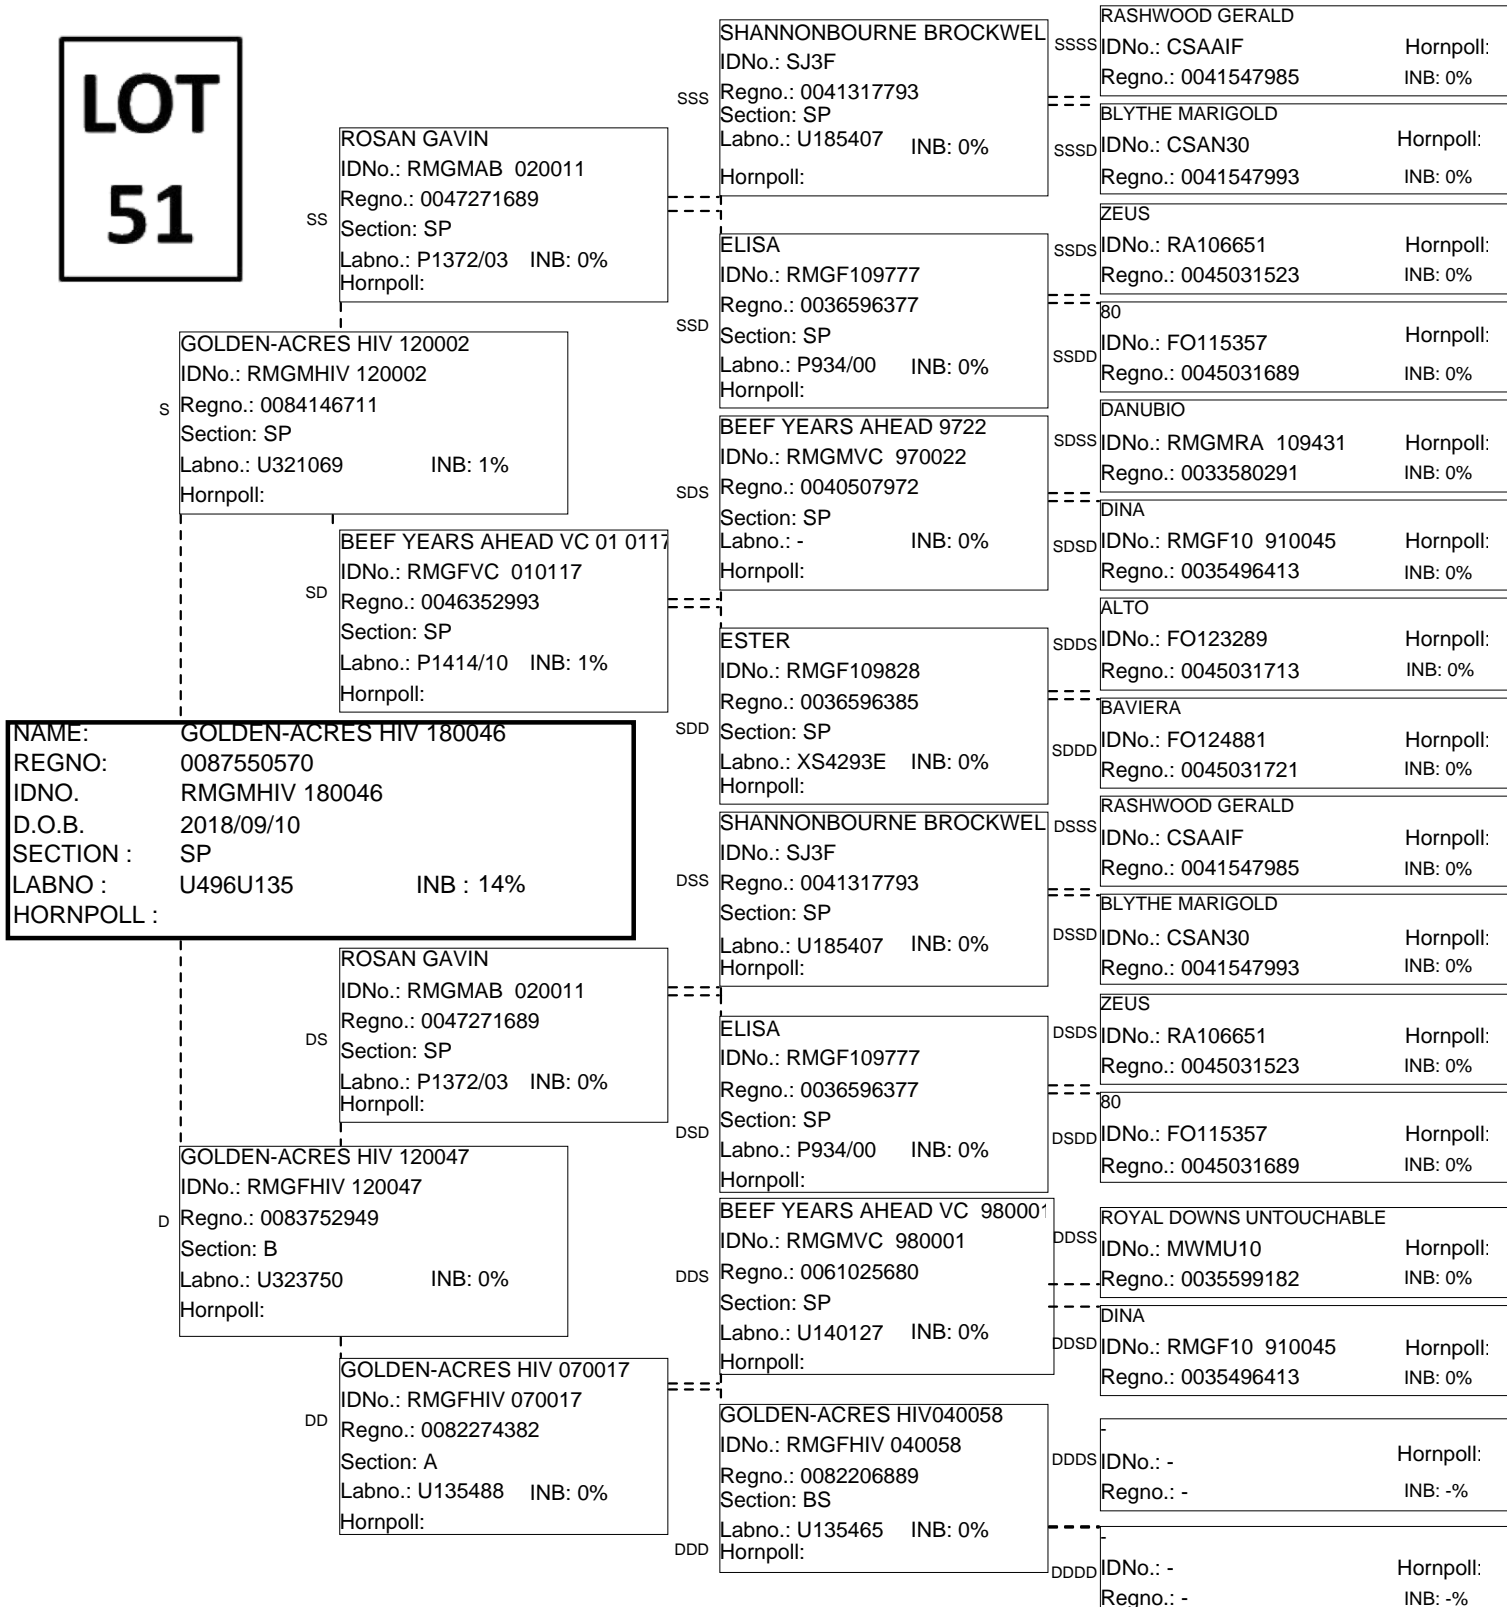 LOT
51
SS
ROSAN GAVIN
IDNo.: RMGMAB 020011
Regno.: 0047271689
Section: SP
Labno.: P1372/03 INB: 0%
Hornpoll:
S
GOLDEN-ACRES HIV 120002
IDNo.: RMGMHIV 120002
Regno.: 0084146711
Section: SP
Labno.: U321069 INB: 1%
Hornpoll:
SD
BEEF YEARS AHEAD VC 01 0117
IDNo.: RMGFVC 010117
Regno.: 0046352993
Section: SP
Labno.: P1414/10 INB: 1%
Hornpoll:
NAME: GOLDEN-ACRES HIV 180046
REGNO: 0087550570
IDNO. RMGMHIV 180046
D.O.B. 2018/09/10
SECTION : SP
LABNO : U496U135 INB : 14%
HORNPOLL :
DS
ROSAN GAVIN
IDNo.: RMGMAB 020011
Regno.: 0047271689
Section: SP
Labno.: P1372/03 INB: 0%
Hornpoll:
D
GOLDEN-ACRES HIV 120047
IDNo.: RMGFHIV 120047
Regno.: 0083752949
Section: B
Labno.: U323750 INB: 0%
Hornpoll:
DD
GOLDEN-ACRES HIV 070017
IDNo.: RMGFHIV 070017
Regno.: 0082274382
Section: A
Labno.: U135488 INB: 0%
Hornpoll:
SSS
SHANNONBOURNE BROCKWEL
IDNo.: SJ3F
Regno.: 0041317793
Section: SP
Labno.: U185407 INB: 0%
Hornpoll:
SSD
ELISA
IDNo.: RMGF109777
Regno.: 0036596377
Section: SP
Labno.: P934/00 INB: 0%
Hornpoll:
SDS
BEEF YEARS AHEAD 9722
IDNo.: RMGMVC 970022
Regno.: 0040507972
Section: SP
Labno.: - INB: 0%
Hornpoll:
SDD
ESTER
IDNo.: RMGF109828
Regno.: 0036596385
Section: SP
Labno.: XS4293E INB: 0%
Hornpoll:
DSS
SHANNONBOURNE BROCKWEL
IDNo.: SJ3F
Regno.: 0041317793
Section: SP
Labno.: U185407 INB: 0%
Hornpoll:
DSD
ELISA
IDNo.: RMGF109777
Regno.: 0036596377
Section: SP
Labno.: P934/00 INB: 0%
Hornpoll:
DDS
BEEF YEARS AHEAD VC 980001
IDNo.: RMGMVC 980001
Regno.: 0061025680
Section: SP
Labno.: U140127 INB: 0%
Hornpoll:
DDD
GOLDEN-ACRES HIV040058
IDNo.: RMGFHIV 040058
Regno.: 0082206889
Section: BS
Labno.: U135465 INB: 0%
Hornpoll:
RASHWOOD GERALD
SSSS IDNo.: CSAAIF Hornpoll:
Regno.: 0041547985 INB: 0%
BLYTHE MARIGOLD
SSSD IDNo.: CSAN30 Hornpoll:
Regno.: 0041547993 INB: 0%
ZEUS
SSDS IDNo.: RA106651 Hornpoll:
Regno.: 0045031523 INB: 0%
80
SSDD IDNo.: FO115357 Hornpoll:
Regno.: 0045031689 INB: 0%
DANUBIO
SDSS IDNo.: RMGMRA 109431 Hornpoll:
Regno.: 0033580291 INB: 0%
DINA
SDSD IDNo.: RMGF10 910045 Hornpoll:
Regno.: 0035496413 INB: 0%
ALTO
SDDS IDNo.: FO123289 Hornpoll:
Regno.: 0045031713 INB: 0%
BAVIERA
SDDD IDNo.: FO124881 Hornpoll:
Regno.: 0045031721 INB: 0%
RASHWOOD GERALD
DSSS IDNo.: CSAAIF Hornpoll:
Regno.: 0041547985 INB: 0%
BLYTHE MARIGOLD
DSSD IDNo.: CSAN30 Hornpoll:
Regno.: 0041547993 INB: 0%
ZEUS
DSDS IDNo.: RA106651 Hornpoll:
Regno.: 0045031523 INB: 0%
80
DSDD IDNo.: FO115357 Hornpoll:
Regno.: 0045031689 INB: 0%
ROYAL DOWNS UNTOUCHABLE
DDSS IDNo.: MWMU10 Hornpoll:
Regno.: 0035599182 INB: 0%
DINA
DDSD IDNo.: RMGF10 910045 Hornpoll:
Regno.: 0035496413 INB: 0%
-
DDDS IDNo.: - Hornpoll:
Regno.: - INB: -%
-
DDDD IDNo.: - Hornpoll:
Regno.: - INB: -%